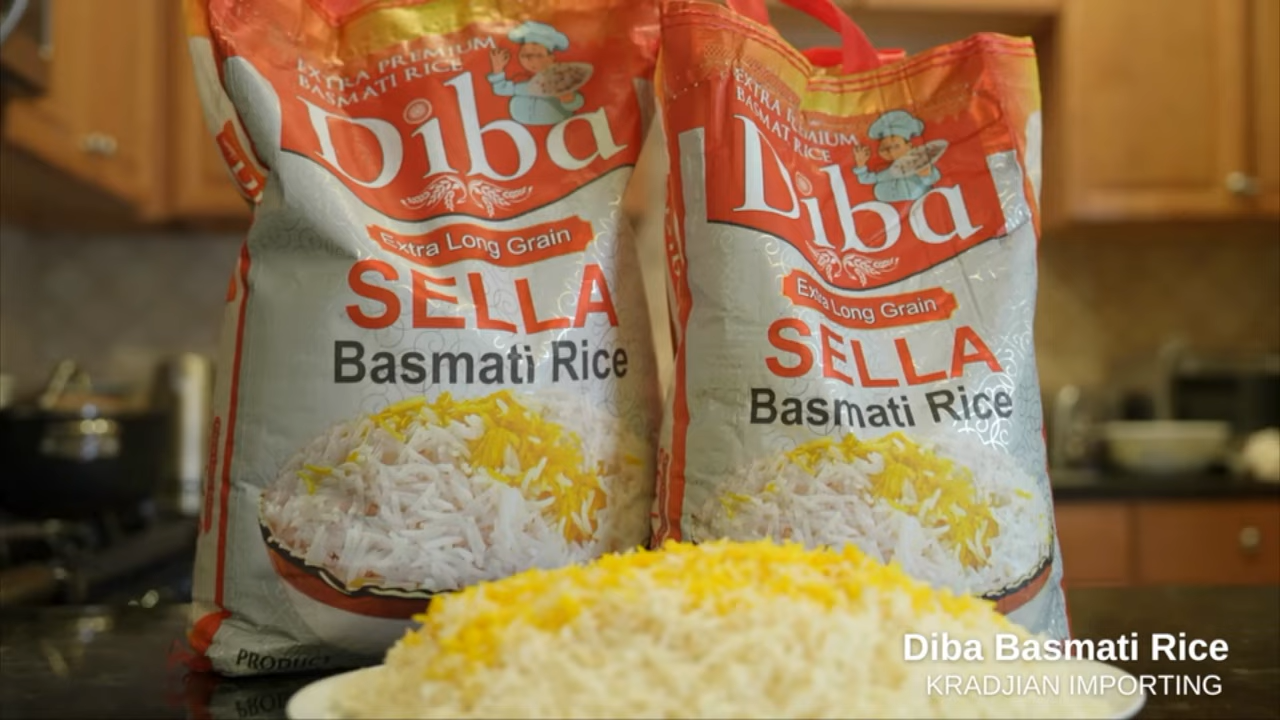 EXTRA PREMIUM
BASMATI RICE
Diba
Extra Long Grain
SELLA
Basmati Rice
EXTRA PREMIUM
BASMATI RICE
Diba
Extra Long Grain
SELLA
Basmati Rice
PRODUCT
Diba Basmati Rice
KRADJIAN IMPORTING